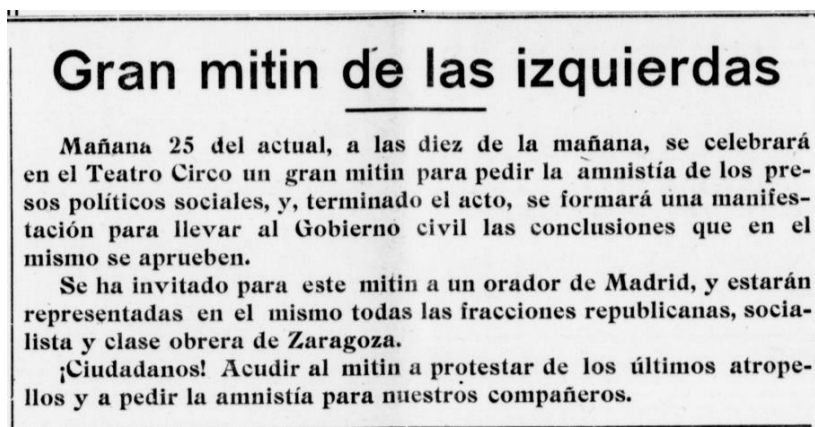 Gran mitin de las izquierdas
Mañana 25 del actual, a las diez de la mañana, se celebrará
en el Teatro Circo un gran mitin para pedir la amnistía de los pre-
sos políticos sociales, y, terminado el acto, se formará una manifes-
tación para llevar al Gobierno civil las conclusiones que en el
mismo se aprueben.
Se ha invitado para este mitin a un orador de Madrid, y estarán
representadas en el mismo todas las fracciones republicanas, socia-
lista y clase obrera de Zaragoza.
¡Ciudadanos! Acudir al mitin a protestar de los últimos atrope-
llos y a pedir la amnistía para nuestros compañeros.